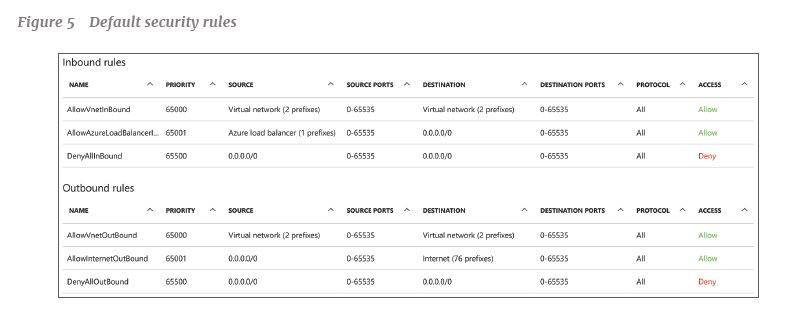 Figure 5 Default security rules
Inbound rules
NAME PRIORITY SOURCE SOURCE PORTS DESTINATION DESTINATION PORTS PROTOCOL ACCESS
AllowVnetInBound 65000 Virtual network (2 prefixes) 0-65535 Virtual network (2 prefixes) 0-65535 All Allow
AllowAzureLoadBalancerI... 65001 Azure load balancer (1 prefixes) 0-65535 0.0.0.0/0 0-65535 All Allow
DenyAllInBound 65500 0.0.0.0/0 0-65535 0.0.0.0/0 0-65535 All Deny
Outbound rules
NAME PRIORITY SOURCE SOURCE PORTS DESTINATION DESTINATION PORTS PROTOCOL ACCESS
AllowVnetOutBound 65000 Virtual network (2 prefixes) 0-65535 Virtual network (2 prefixes) 0-65535 All Allow
AllowInternetOutBound 65001 0.0.0.0/0 0-65535 Internet (76 prefixes) 0-65535 All Allow
DenyAllOutBound 65500 0.0.0.0/0 0-65535 0.0.0.0/0 0-65535 All Deny